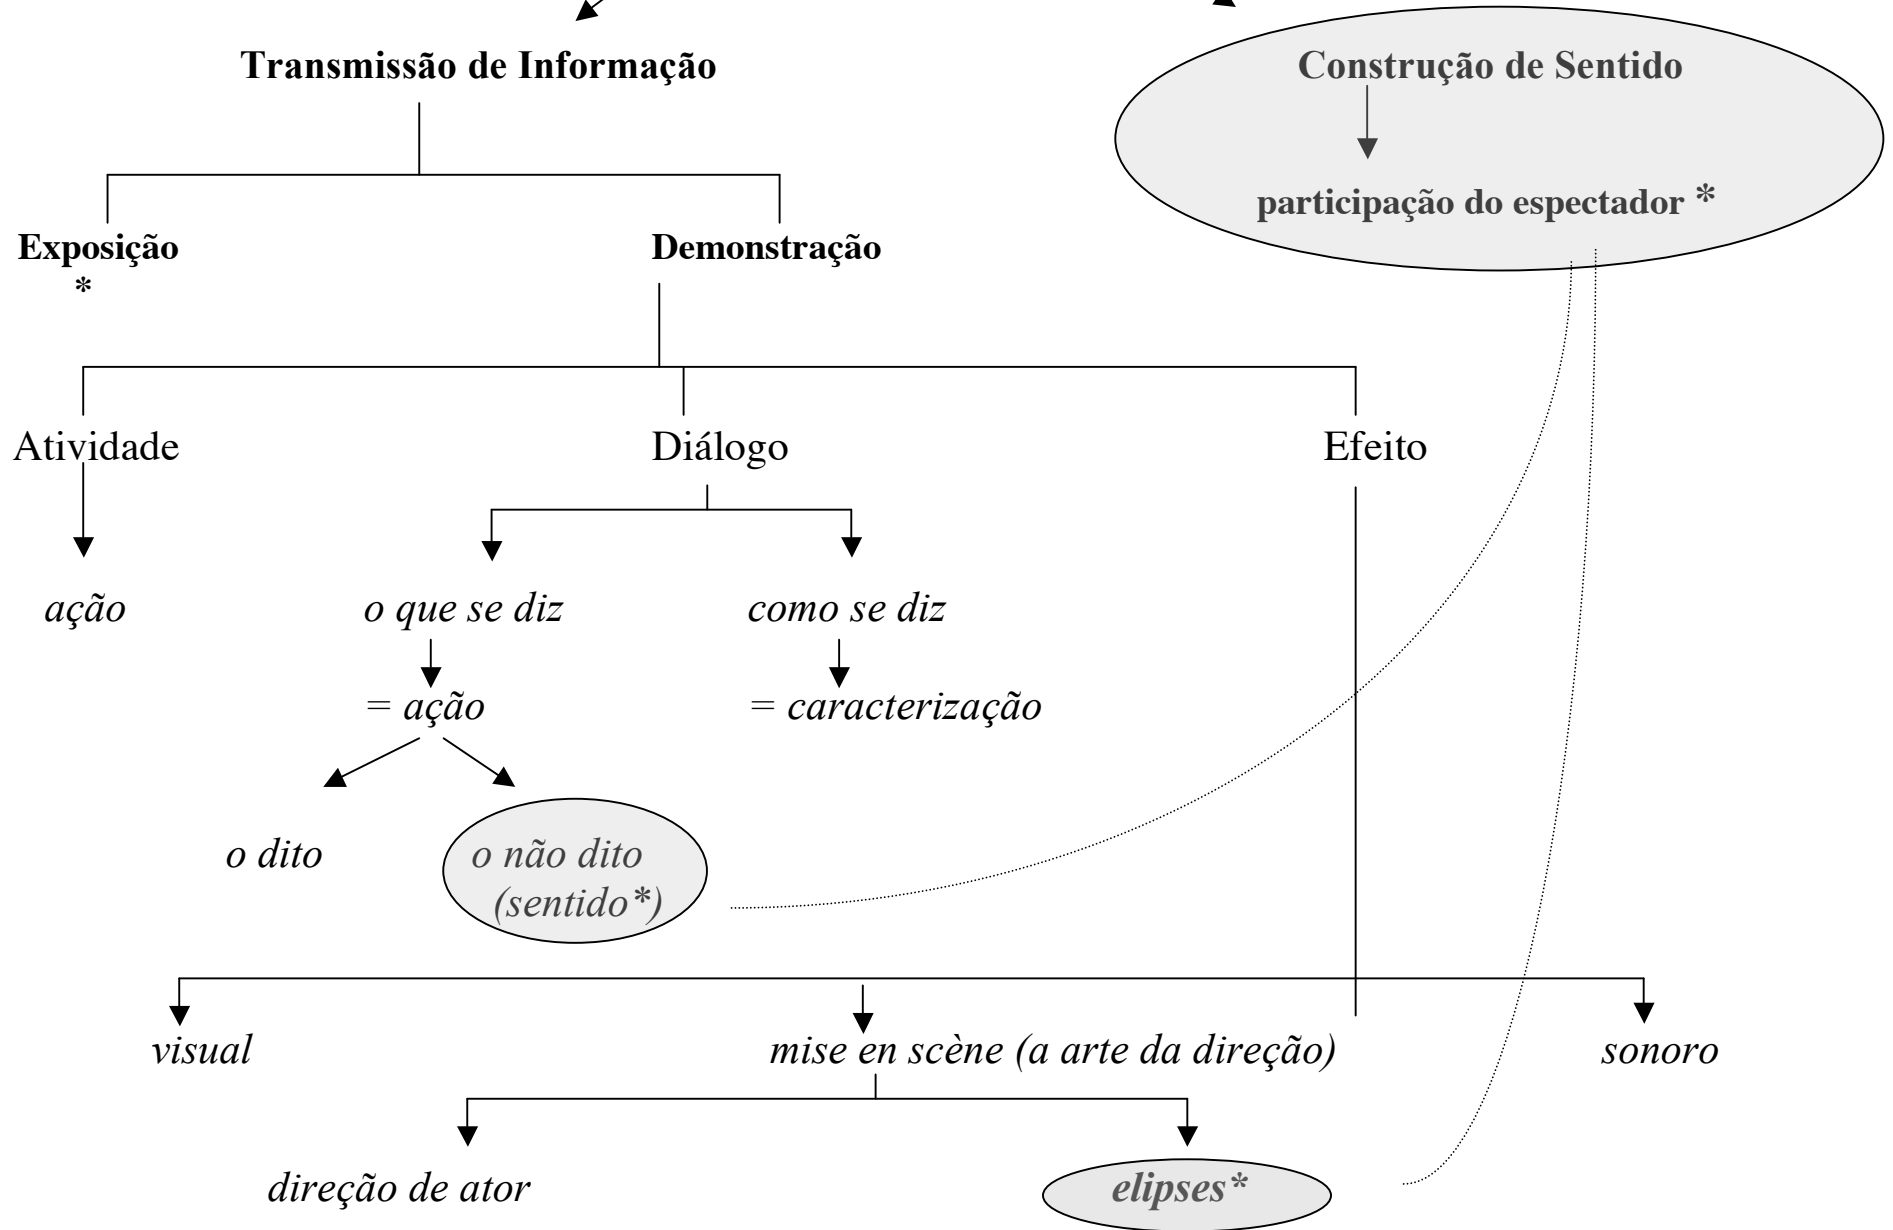 Transmissão de Informação
Construção de Sentido
participação do espectador *
Exposição
*
Demonstração
Atividade
Diálogo
Efeito
ação
o que se diz
como se diz
= ação
= caracterização
o dito
o não dito
(sentido*)
visual
mise en scène (a arte da direção)
sonoro
direção de ator
elipses*